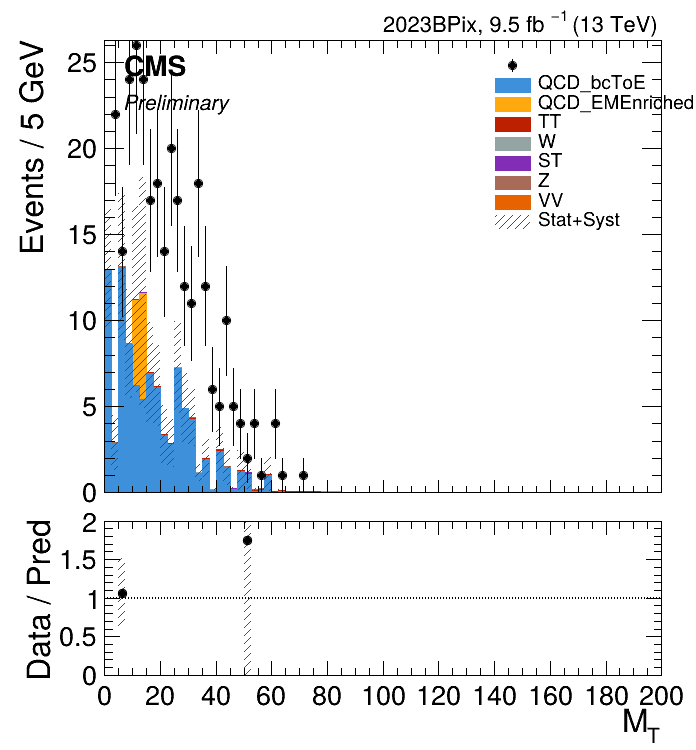 2023BPix, 9.5 fb⁻¹ (13 TeV)
CMS
Preliminary
Events / 5 GeV
25
20
15
10
5
0
QCD_bcToE
QCD_EMEnriched
TT
W
ST
Z
VV
Stat+Syst
Data / Pred
2
1.5
1
0.5
0
0 20 40 60 80 100 120 140 160 180 200
M_T